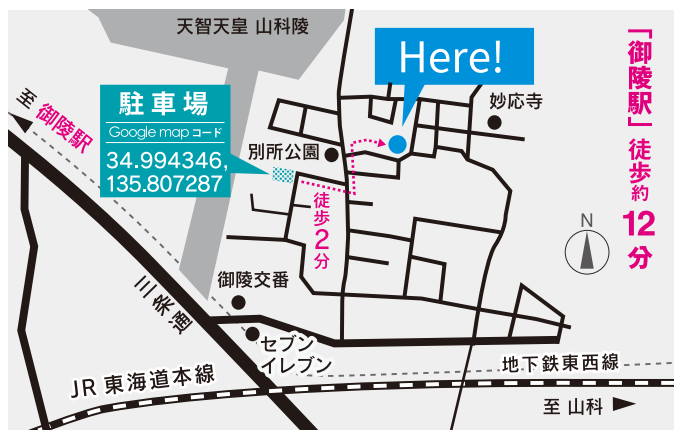 天智天皇 山科陵
Here!
「御陵駅」徒歩約12分
至 御陵駅
駐車場
Google map コード
34.994346,
135.807287
別所公園
妙応寺
徒歩2分
N
御陵交番
三条通
セブン
イレブン
地下鉄東西線
JR 東海道本線
至 山科